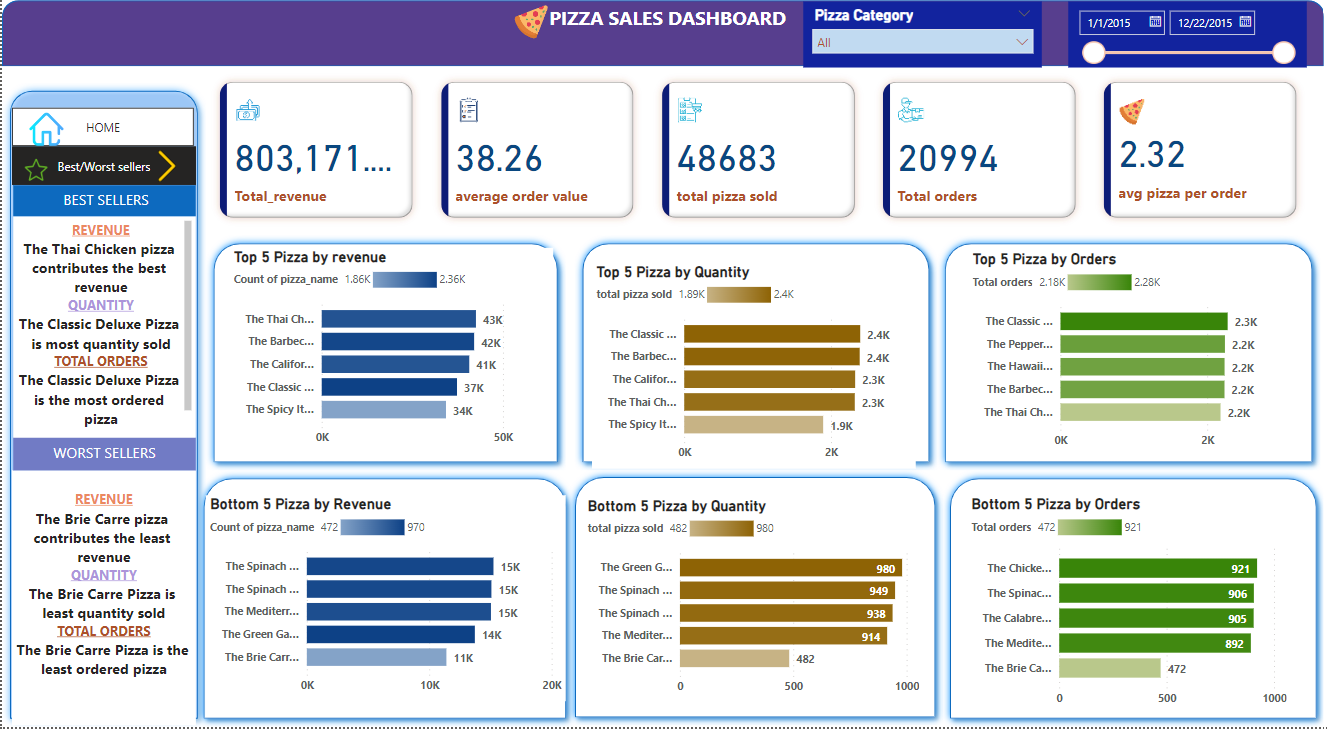 PIZZA SALES DASHBOARD
Pizza Category
All
1/1/2015
12/22/2015
HOME
Best/Worst sellers
BEST SELLERS
REVENUE
The Thai Chicken pizza
contributes the best
revenue
QUANTITY
The Classic Deluxe Pizza
is most quantity sold
TOTAL ORDERS
The Classic Deluxe Pizza
is the most ordered
pizza
WORST SELLERS
REVENUE
The Brie Carre pizza
contributes the least
revenue
QUANTITY
The Brie Carre Pizza is
least quantity sold
TOTAL ORDERS
The Brie Carre Pizza is the
least ordered pizza
803,171....
Total_revenue
38.26
average order value
48683
total pizza sold
20994
Total orders
2.32
avg pizza per order
Top 5 Pizza by revenue
Count of pizza_name 1.86K 2.36K
The Thai Ch... 43K
The Barbec... 42K
The Califor... 41K
The Classic ... 37K
The Spicy It... 34K
0K 50K
Top 5 Pizza by Quantity
total pizza sold 1.89K 2.4K
The Classic ... 2.4K
The Barbec... 2.4K
The Califor... 2.3K
The Thai Ch... 2.3K
The Spicy It... 1.9K
0K 2K
Top 5 Pizza by Orders
Total orders 2.18K 2.28K
The Classic ... 2.3K
The Pepper... 2.2K
The Hawaii... 2.2K
The Barbec... 2.2K
The Thai Ch... 2.2K
0K 2K
Bottom 5 Pizza by Revenue
Count of pizza_name 472 970
The Spinach ... 15K
The Spinach ... 15K
The Mediterr... 15K
The Green Ga... 14K
The Brie Carr... 11K
0K 10K 20K
Bottom 5 Pizza by Quantity
total pizza sold 482 980
The Green G... 980
The Spinach ... 949
The Spinach ... 938
The Mediter... 914
The Brie Car... 482
0 500 1000
Bottom 5 Pizza by Orders
Total orders 472 921
The Chicke... 921
The Spinac... 906
The Calabre... 905
The Medite... 892
The Brie Ca... 472
0 500 1000